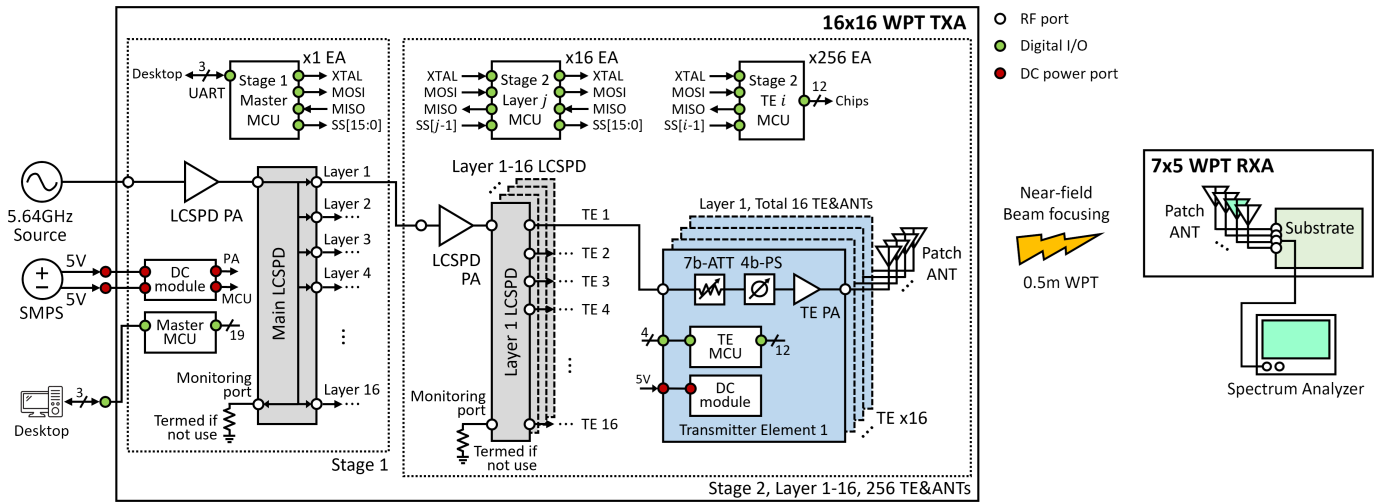 16x16 WPT TXA
RF port
Digital I/O
DC power port
x1 EA
Desktop
3
UART
Stage 1
Master
MCU
XTAL
MOSI
MISO
SS[15:0]
x16 EA
XTAL
MOSI
MISO
SS[j-1]
Stage 2
Layer j
MCU
XTAL
MOSI
MISO
SS[15:0]
x256 EA
XTAL
MOSI
MISO
SS[i-1]
Stage 2
TE i
MCU
12
Chips
5.64GHz
Source
LCSPD PA
Main LCSPD
Layer 1
Layer 2
Layer 3
Layer 4
Layer 16
5V
5V
SMPS
DC
module
PA
MCU
Master
MCU
19
Desktop
3
Monitoring
port
Termed if
not use
Stage 1
Layer 1-16 LCSPD
LCSPD
PA
Layer 1 LCSPD
TE 1
TE 2
TE 3
TE 4
TE 16
Monitoring
port
Termed if
not use
Layer 1, Total 16 TE&ANTs
7b-ATT
4b-PS
TE PA
4
TE
MCU
12
5V
DC
module
Transmitter Element 1
TE x16
Patch
ANT
Stage 2, Layer 1-16, 256 TE&ANTs
Near-field
Beam focusing
0.5m WPT
7x5 WPT RXA
Patch
ANT
Substrate
Spectrum Analyzer